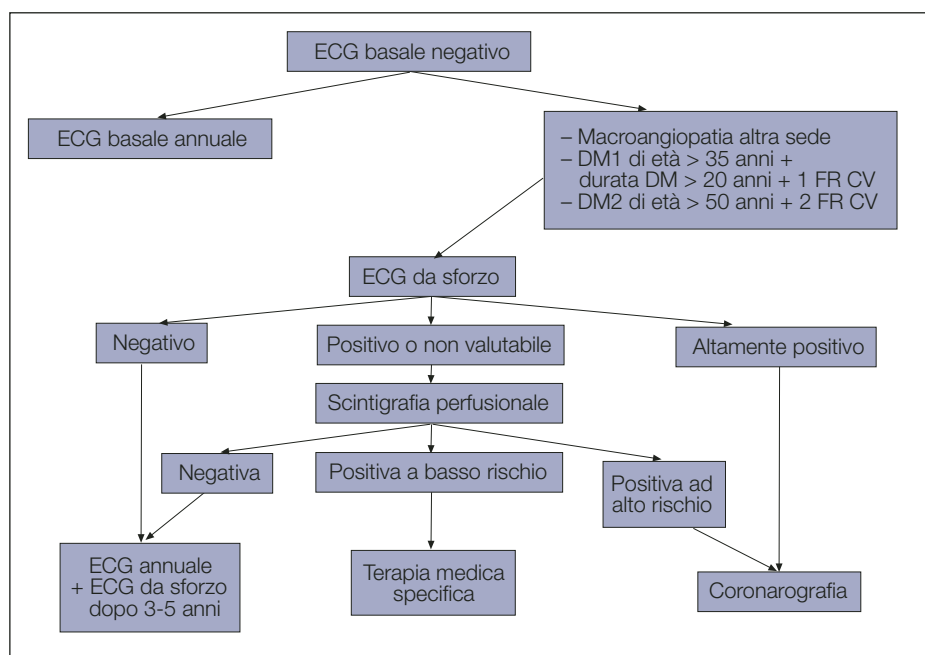 ECG basale negativo
ECG basale annuale
– Macroangiopatia altra sede
– DM1 di età > 35 anni +
durata DM > 20 anni + 1 FR CV
– DM2 di età > 50 anni + 2 FR CV
ECG da sforzo
Negativo
Positivo o non valutabile
Altamente positivo
Scintigrafia perfusionale
Negativa
Positiva a basso rischio
Positiva ad
alto rischio
ECG annuale
+ ECG da sforzo
dopo 3-5 anni
Terapia medica
specifica
Coronarografia